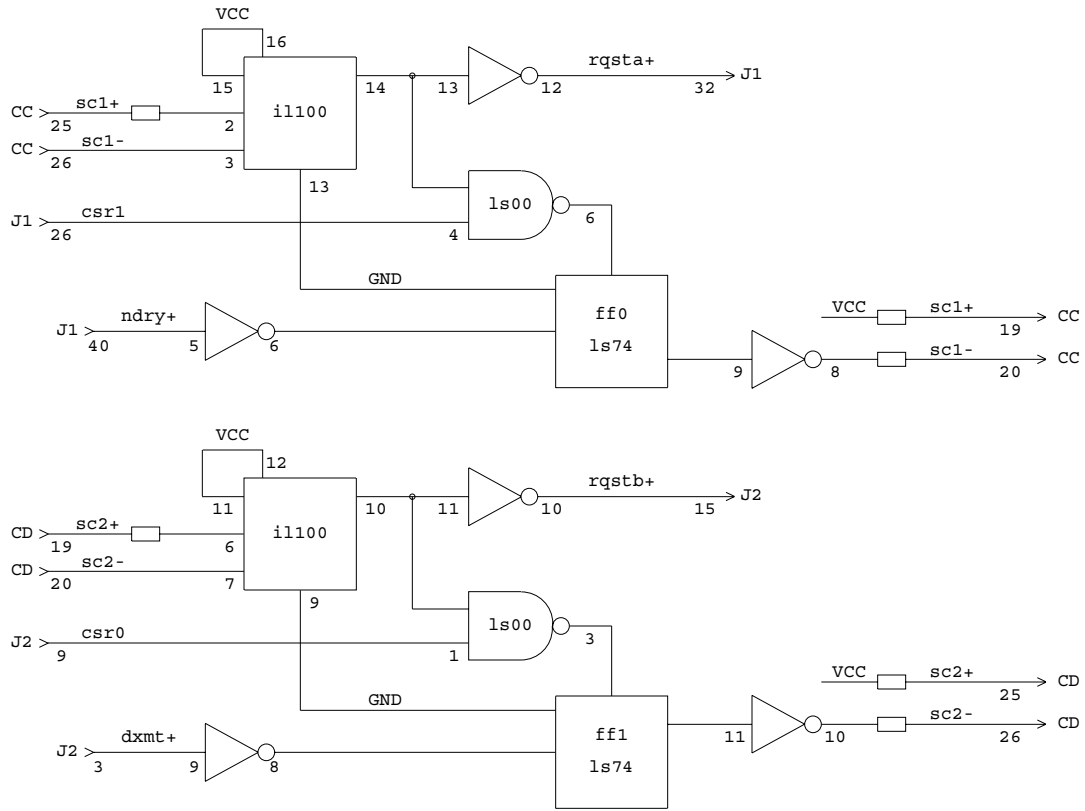 VCC
16
15 14 13 12 rqsta+ 32 J1
CC sc1+ 25 2 il100
CC sc1- 26 3
13
ls00
J1 csr1 26 4 6
GND
ff0
ls74
J1 ndry+ 40 5 6
VCC sc1+ 19 CC
9 8 sc1- 20 CC
VCC
12
11 10 11 10 rqstb+ 15 J2
CD sc2+ 19 6 il100
CD sc2- 20 7
9
ls00
J2 csr0 9 1 3
GND
ff1
ls74
VCC sc2+ 25 CD
11 10 sc2- 26 CD
J2 dxmt+ 3 9 8